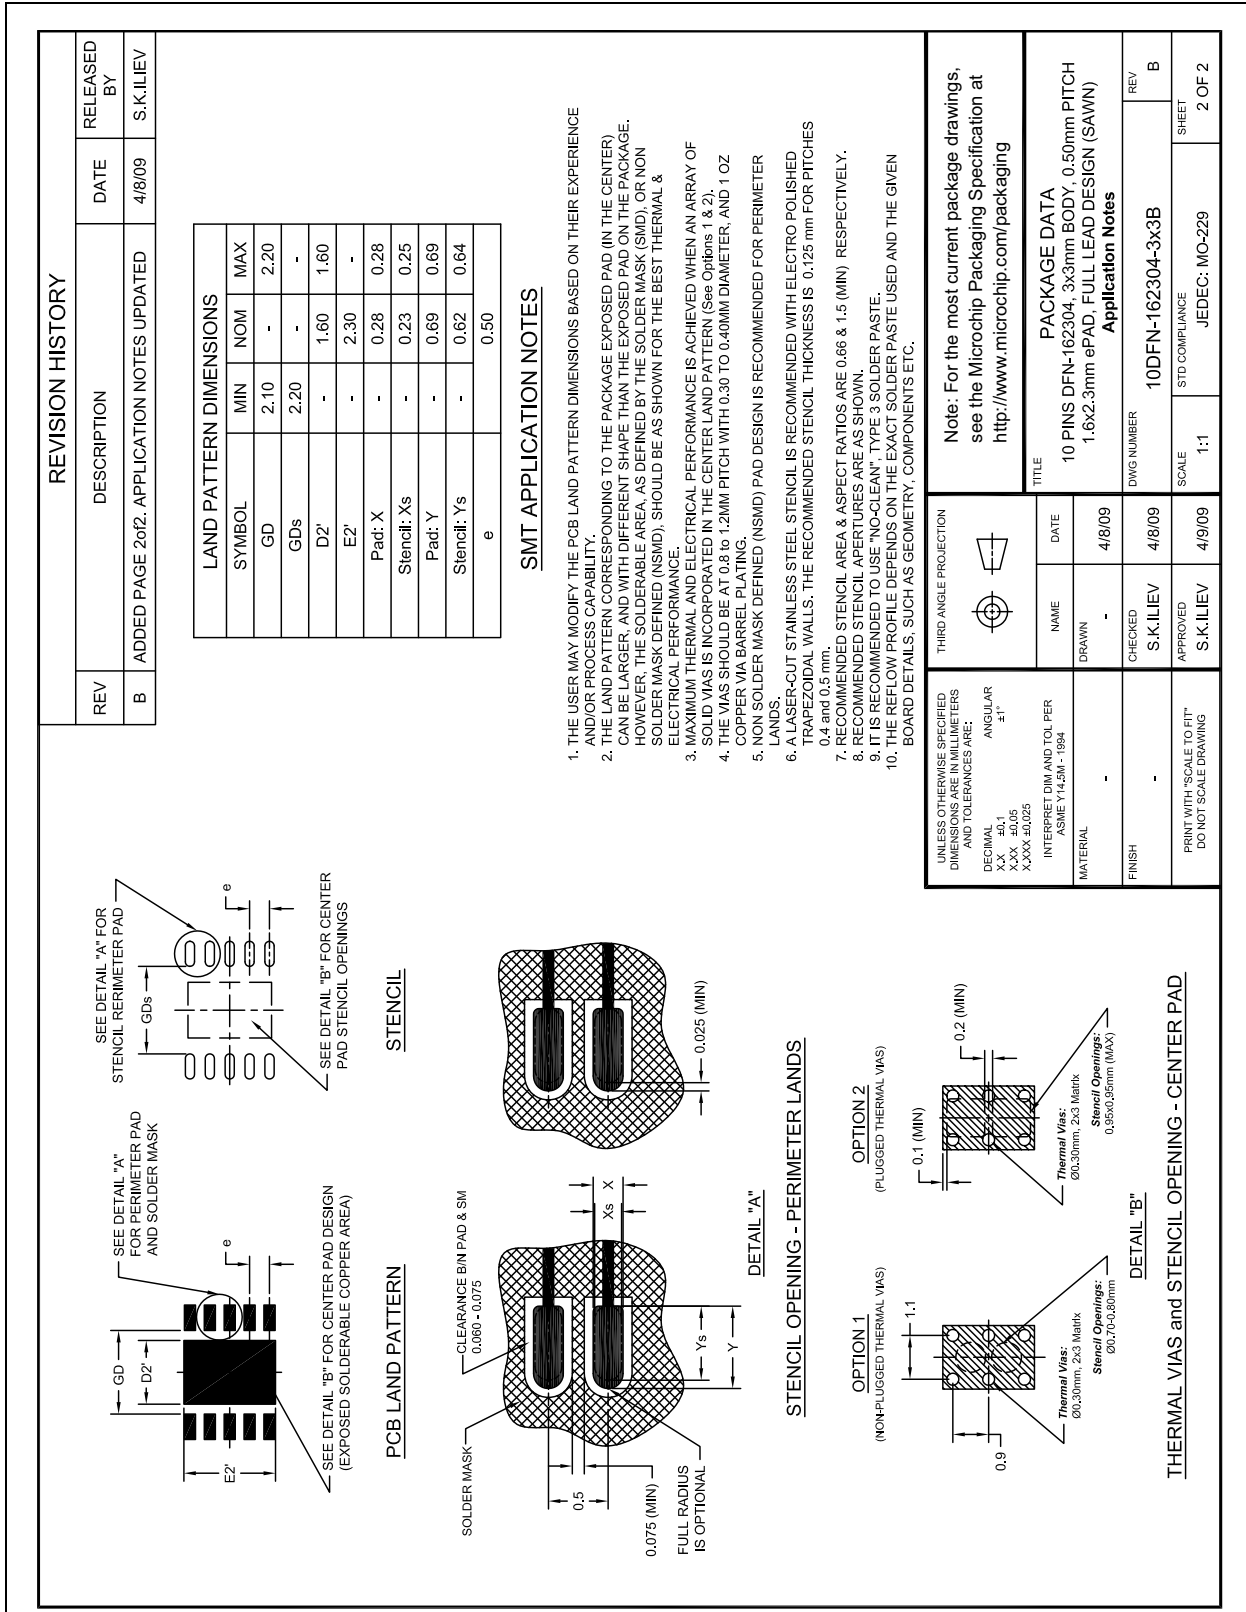 REVISION HISTORY
REV DESCRIPTION DATE RELEASED BY
B ADDED PAGE 2of2, APPLICATION NOTES UPDATED 4/8/09 S.K.ILIEV
SEE DETAIL "A"
FOR PERIMETER PAD
AND SOLDER MASK
GD
D2'
E2'
e
SEE DETAIL "B" FOR CENTER PAD DESIGN
(EXPOSED SOLDERABLE COPPER AREA)
PCB LAND PATTERN
SEE DETAIL "A" FOR
STENCIL RERIMETER PAD
GDs
e
SEE DETAIL "B" FOR CENTER
PAD STENCIL OPENINGS
STENCIL
LAND PATTERN DIMENSIONS
SYMBOL MIN NOM MAX
GD 2.10 - 2.20
GDs 2.20 - -
D2' - 1.60 1.60
E2' - 2.30 -
Pad: X - 0.28 0.28
Stencil: Xs - 0.23 0.25
Pad: Y - 0.69 0.69
Stencil: Ys - 0.62 0.64
e 0.50
SOLDER MASK
CLEARANCE B/N PAD & SM
0.060 - 0.075
0.5
0.075 (MIN)
FULL RADIUS
IS OPTIONAL
Ys
Y
Xs
X
0.025 (MIN)
DETAIL "A"
STENCIL OPENING - PERIMETER LANDS
SMT APPLICATION NOTES
1. THE USER MAY MODIFY THE PCB LAND PATTERN DIMENSIONS BASED ON THEIR EXPERIENCE
AND/OR PROCESS CAPABILITY.
2. THE LAND PATTERN CORRESPONDING TO THE PACKAGE EXPOSED PAD (IN THE CENTER)
CAN BE LARGER, AND WITH DIFFERENT SHAPE THAN THE EXPOSED PAD ON THE PACKAGE.
HOWEVER, THE SOLDERABLE AREA, AS DEFINED BY THE SOLDER MASK (SMD), OR NON
SOLDER MASK DEFINED (NSMD), SHOULD BE AS SHOWN FOR THE BEST THERMAL &
ELECTRICAL PERFORMANCE.
3. MAXIMUM THERMAL AND ELECTRICAL PERFORMANCE IS ACHIEVED WHEN AN ARRAY OF
SOLID VIAS IS INCORPORATED IN THE CENTER LAND PATTERN (See Options 1 & 2).
4. THE VIAS SHOULD BE AT 0.8 to 1.2MM PITCH WITH 0.30 TO 0.40MM DIAMETER, AND 1 OZ
COPPER VIA BARREL PLATING.
5. NON SOLDER MASK DEFINED (NSMD) PAD DESIGN IS RECOMMENDED FOR PERIMETER
LANDS.
6. A LASER-CUT STAINLESS STEEL STENCIL IS RECOMMENDED WITH ELECTRO POLISHED
TRAPEZOIDAL WALLS. THE RECOMMENDED STENCIL THICKNESS IS 0.125 mm FOR PITCHES
0.4 and 0.5 mm.
7. RECOMMENDED STENCIL AREA & ASPECT RATIOS ARE 0.66 & 1.5 (MIN) RESPECTIVELY.
8. RECOMMENDED STENCIL APERTURES ARE AS SHOWN.
9. IT IS RECOMMENDED TO USE "NO-CLEAN", TYPE 3 SOLDER PASTE.
10. THE REFLOW PROFILE DEPENDS ON THE EXACT SOLDER PASTE USED AND THE GIVEN
BOARD DETAILS, SUCH AS GEOMETRY, COMPONENTS ETC.
OPTION 1
(NON-PLUGGED THERMAL VIAS)
1.1
0.9
Thermal Vias:
Ø0.30mm, 2x3 Matrix
Stencil Openings:
Ø0.70-0.80mm
OPTION 2
(PLUGGED THERMAL VIAS)
0.1 (MIN)
0.2 (MIN)
Thermal Vias:
Ø0.30mm, 2x3 Matrix
Stencil Openings:
0.95x0.95mm (MAX)
DETAIL "B"
THERMAL VIAS and STENCIL OPENING - CENTER PAD
UNLESS OTHERWISE SPECIFIED
DIMENSIONS ARE IN MILLIMETERS
AND TOLERANCES ARE:
DECIMAL ANGULAR
X.X ±0.1 ±1°
X.XX ±0.05
X.XXX ±0.025
INTERPRET DIM AND TOL PER
ASME Y14.5M - 1994
MATERIAL
-
FINISH
-
PRINT WITH "SCALE TO FIT"
DO NOT SCALE DRAWING
THIRD ANGLE PROJECTION
NAME DATE
DRAWN
- 4/8/09
CHECKED
S.K.ILIEV 4/8/09
APPROVED
S.K.ILIEV 4/9/09
Note: For the most current package drawings,
see the Microchip Packaging Specification at
http://www.microchip.com/packaging
TITLE
PACKAGE DATA
10 PINS DFN-162304, 3x3mm BODY, 0.50mm PITCH
1.6x2.3mm ePAD, FULL LEAD DESIGN (SAWN)
Application Notes
DWG NUMBER
10DFN-162304-3x3B
REV
B
SCALE
1:1
STD COMPLIANCE
JEDEC: MO-229
SHEET
2 OF 2